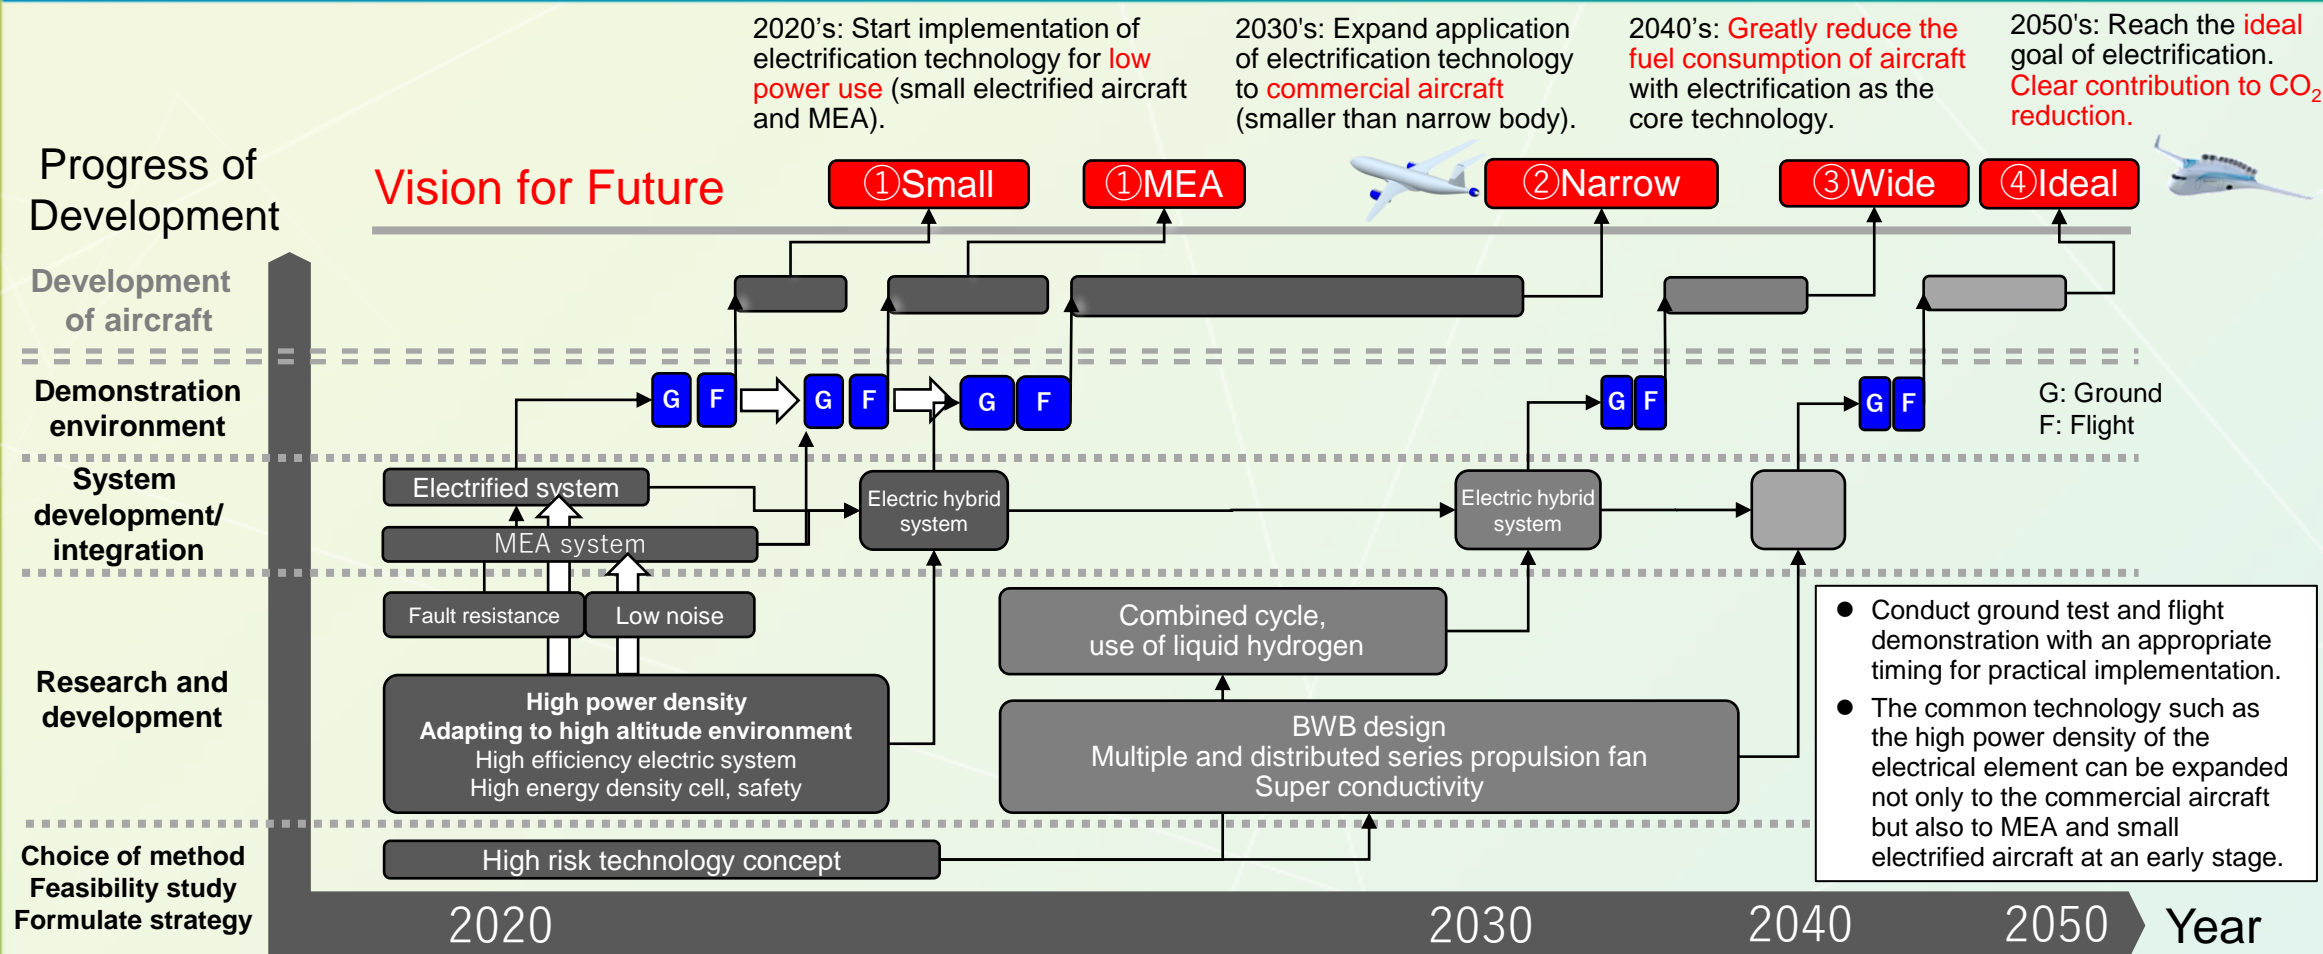 2020's: Start implementation of
electrification technology for low
power use (small electrified aircraft
and MEA).
2030's: Expand application
of electrification technology
to commercial aircraft
(smaller than narrow body).
2040's: Greatly reduce the
fuel consumption of aircraft
with electrification as the
core technology.
2050's: Reach the ideal
goal of electrification.
Clear contribution to CO2
reduction.
Progress of
Development
Vision for Future
①Small
①MEA
②Narrow
③Wide
④Ideal
Development
of aircraft
Demonstration
environment
G
F
G
F
G
F
G
F
G
F
G: Ground
F: Flight
System
development/
integration
Electrified system
MEA system
Electric hybrid
system
Electric hybrid
system
Research and
development
Fault resistance
Low noise
High power density
Adapting to high altitude environment
High efficiency electric system
High energy density cell, safety
Combined cycle,
use of liquid hydrogen
BWB design
Multiple and distributed series propulsion fan
Super conductivity
● Conduct ground test and flight
demonstration with an appropriate
timing for practical implementation.
● The common technology such as
the high power density of the
electrical element can be expanded
not only to the commercial aircraft
but also to MEA and small
electrified aircraft at an early stage.
Choice of method
Feasibility study
Formulate strategy
High risk technology concept
2020
2030
2040
2050
Year